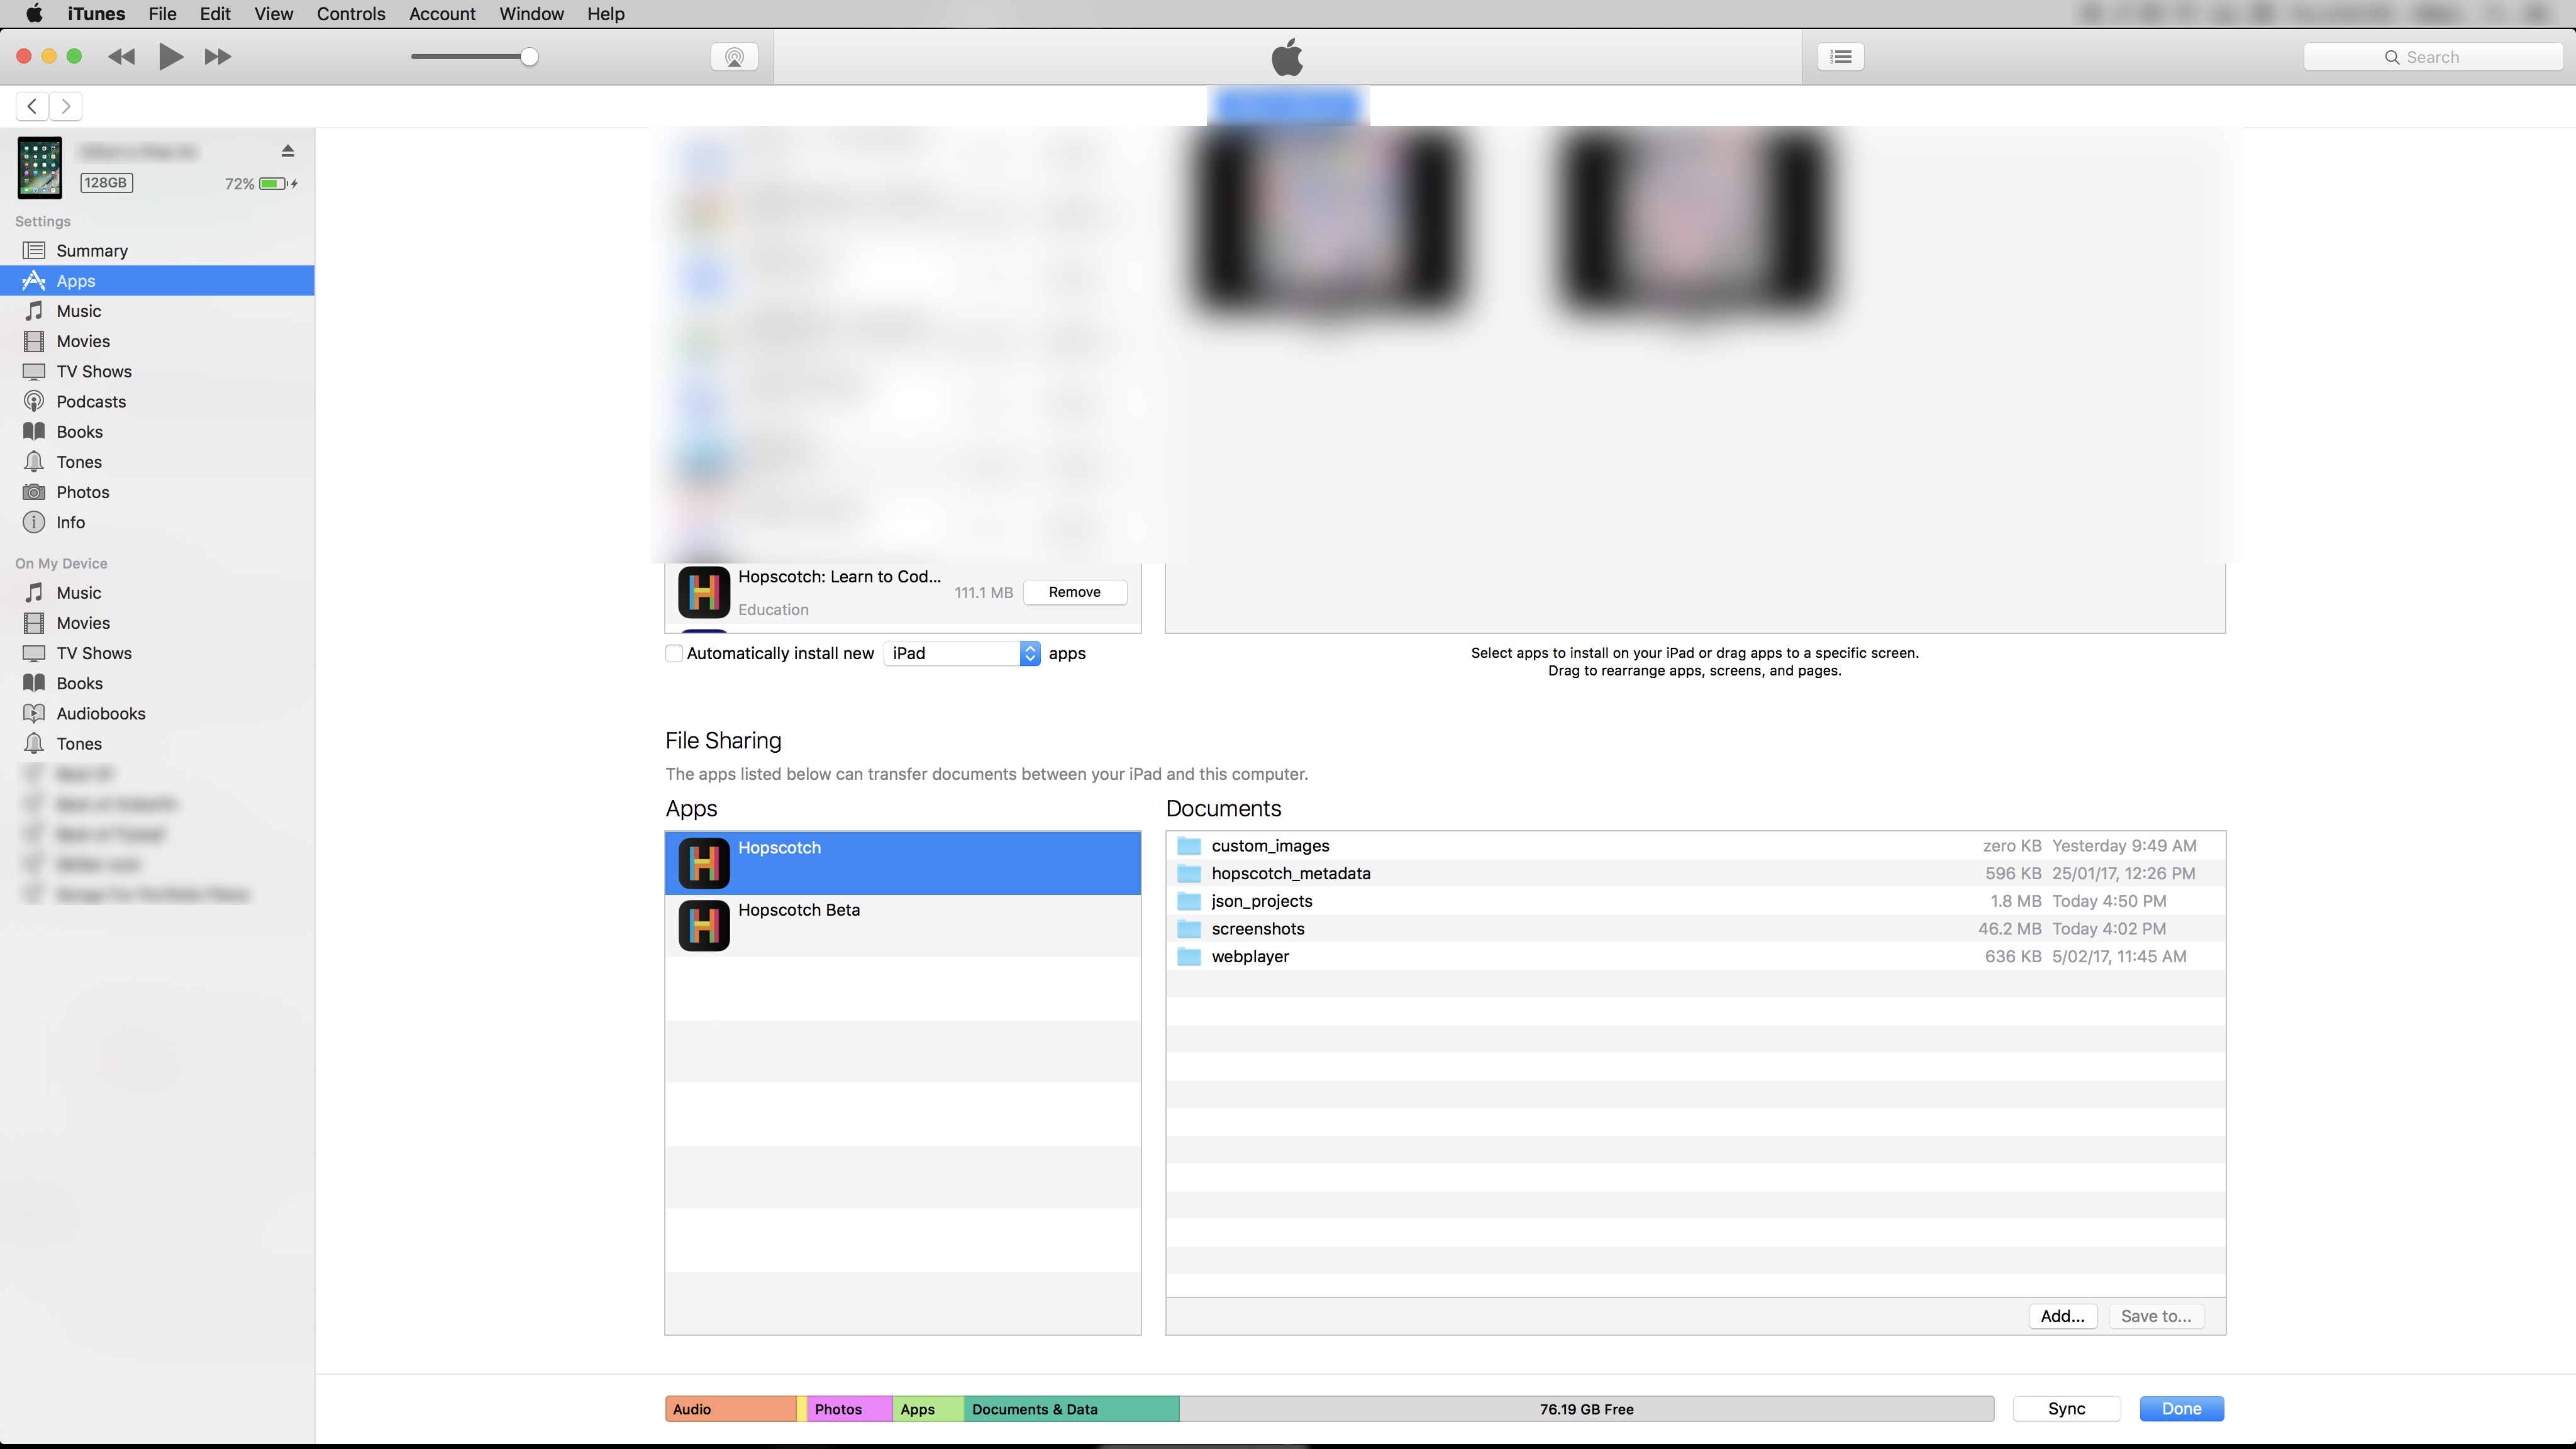 iTunes File Edit View Controls Account Window Help
Search
128GB 72%
Settings
Summary
Apps
Music
Movies
TV Shows
Podcasts
Books
Tones
Photos
Info
On My Device
Music
Movies
TV Shows
Books
Audiobooks
Tones
Hopscotch: Learn to Cod...
Education
111.1 MB Remove
Automatically install new iPad apps
Select apps to install on your iPad or drag apps to a specific screen.
Drag to rearrange apps, screens, and pages.
File Sharing
The apps listed below can transfer documents between your iPad and this computer.
Apps
Hopscotch
Hopscotch Beta
Documents
custom_images zero KB Yesterday 9:49 AM
hopscotch_metadata 596 KB 25/01/17, 12:26 PM
json_projects 1.8 MB Today 4:50 PM
screenshots 46.2 MB Today 4:02 PM
webplayer 636 KB 5/02/17, 11:45 AM
Add... Save to...
Audio Photos Apps Documents & Data 76.19 GB Free Sync Done